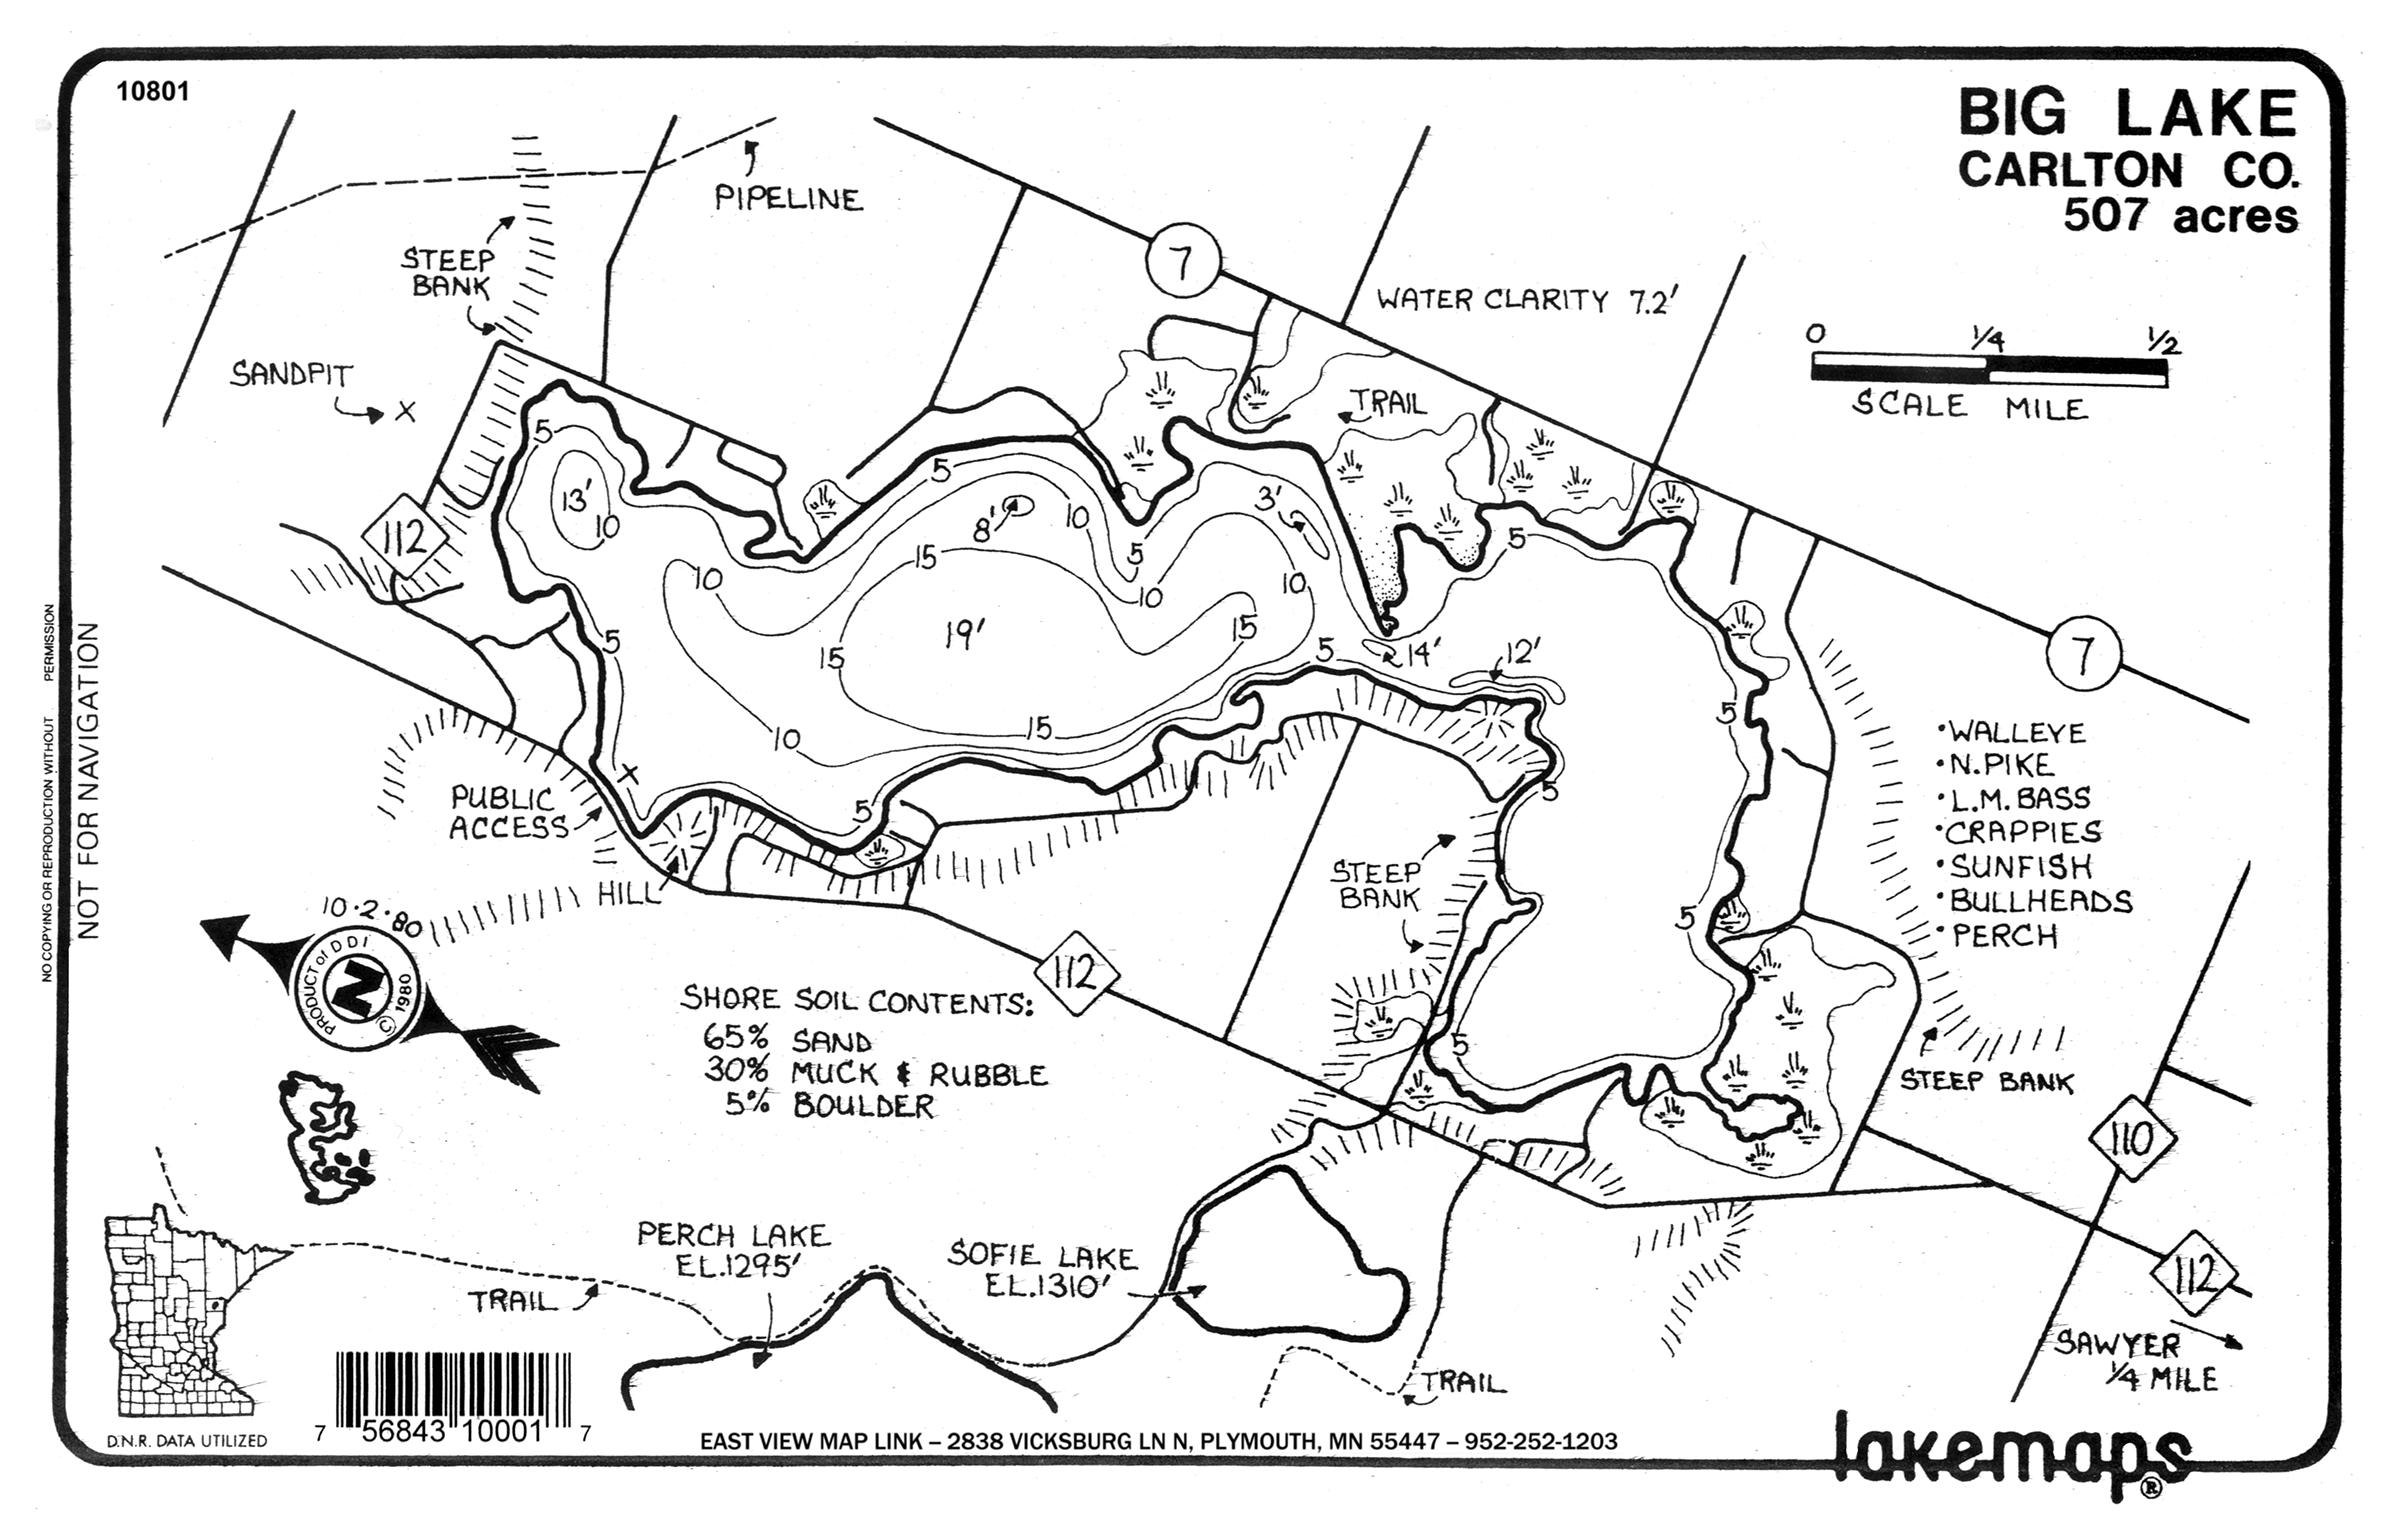 10801
BIG LAKE
CARLTON CO.
507 acres
PIPELINE
7
STEEP
BANK
WATER CLARITY 7.2'
0 1/4 1/2
SCALE MILE
SANDPIT
X
TRAIL
5
13'
10
112
5
8'
10
15
5
3'
10
10
5
10
15
19'
15
15
10
5
5
14'
12'
5
7
5
X
PUBLIC
ACCESS
HILL
5
5
STEEP
BANK
5
5
STEEP BANK
•WALLEYE
•N.PIKE
•L.M. BASS
•CRAPPIES
•SUNFISH
•BULLHEADS
•PERCH
NO COPYING OR REPRODUCTION WITHOUT PERMISSION
NOT FOR NAVIGATION
10·2·80
PRODUCT of DDI
N
© 1980
112
SHORE SOIL CONTENTS:
65% SAND
30% MUCK & RUBBLE
5% BOULDER
110
112
SAWYER
1/4 MILE
PERCH LAKE
EL.1295'
SOFIE LAKE
EL.1310'
TRAIL
TRAIL
D.N.R. DATA UTILIZED
7 56843 10001 7
EAST VIEW MAP LINK – 2838 VICKSBURG LN N, PLYMOUTH, MN 55447 – 952-252-1203
lakemaps®